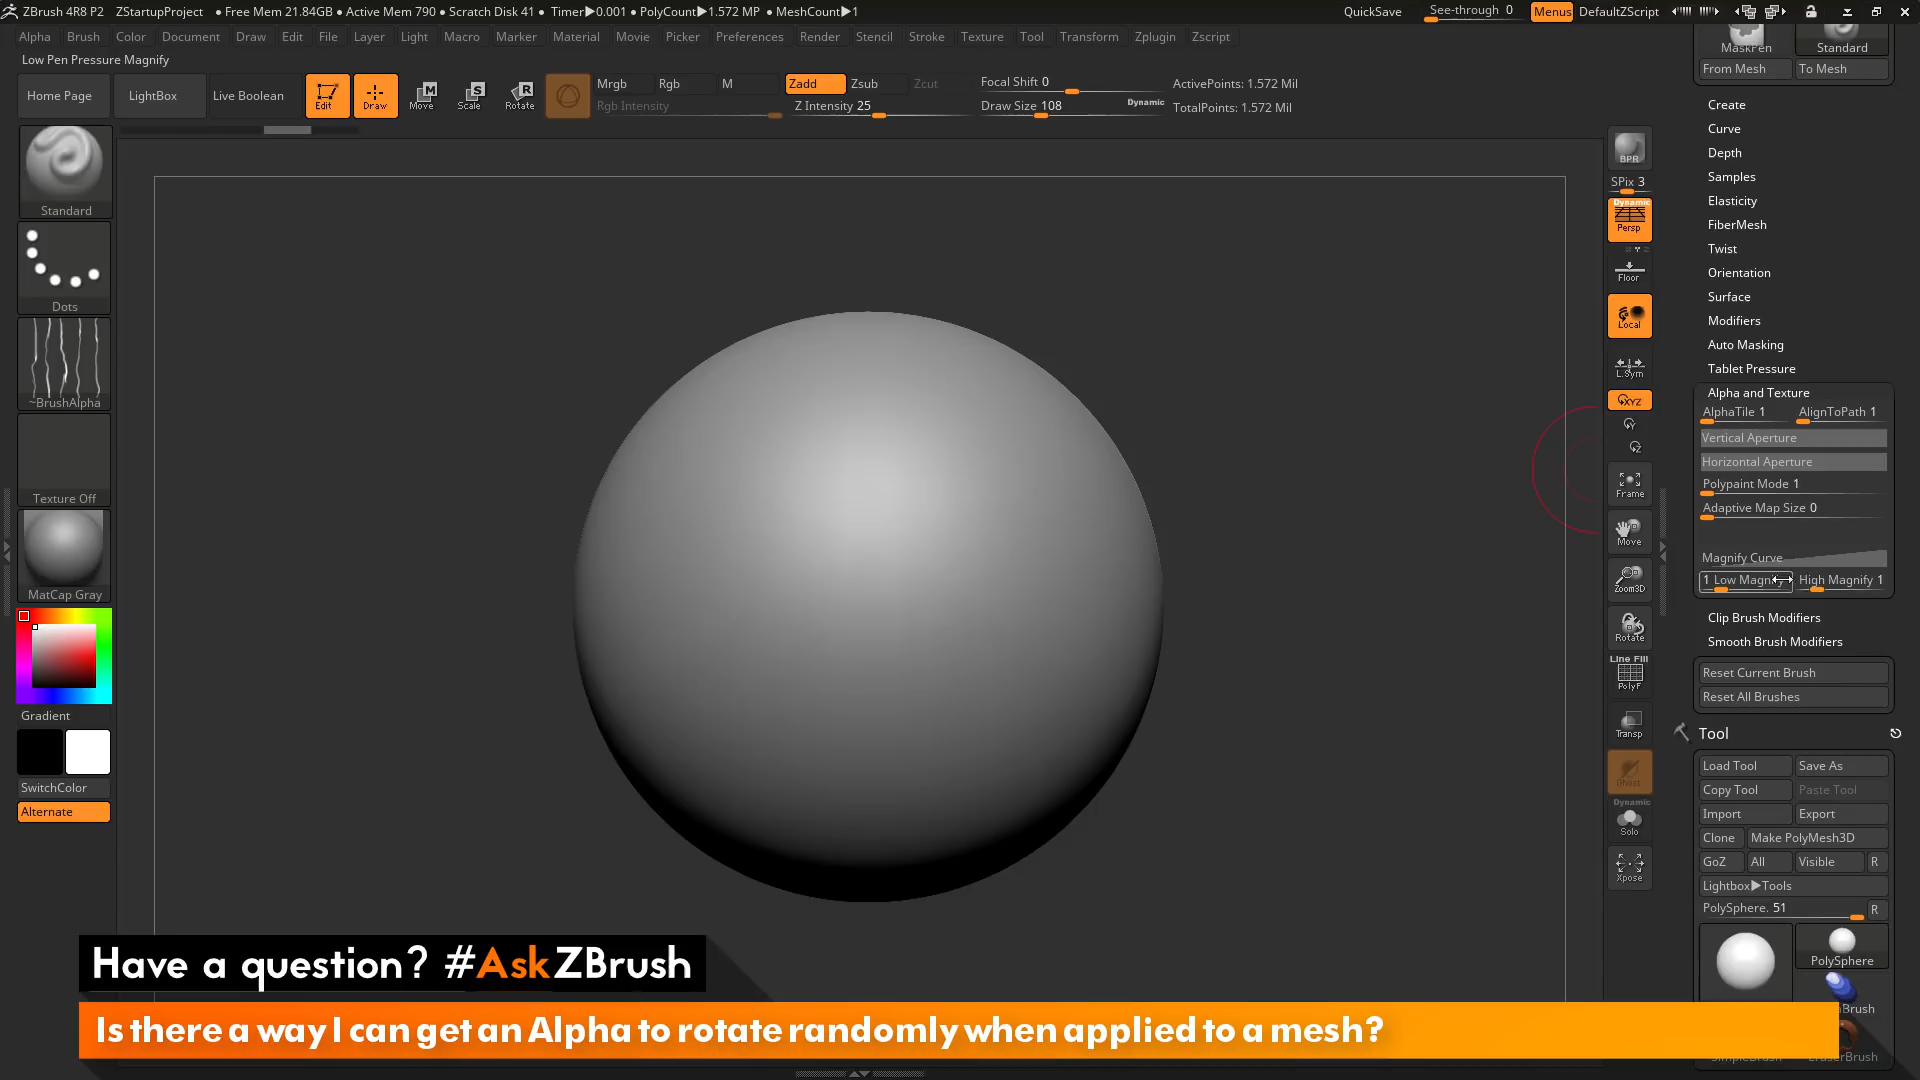 ZBrush 4R8 P2 ZStartupProject • Free Mem 21.84GB • Active Mem 790 • Scratch Disk 41 • Timer▶0.001 • PolyCount▶1.572 MP • MeshCount▶1 QuickSave See-through 0 Menus DefaultZScript
Alpha Brush Color Document Draw Edit File Layer Light Macro Marker Material Movie Picker Preferences Render Stencil Stroke Texture Tool Transform Zplugin Zscript
Low Pen Pressure Magnify
Home Page LightBox Live Boolean Edit Draw Move Scale Rotate
Mrgb Rgb M Zadd Zsub Zcut Focal Shift 0 ActivePoints: 1.572 Mil
Rgb Intensity Z Intensity 25 Draw Size 108 Dynamic TotalPoints: 1.572 Mil
Standard
Dots
~BrushAlpha
Texture Off
MatCap Gray
Gradient
SwitchColor
Alternate
BPR
SPix 3
Dynamic
Persp
Floor
Local
L.Sym
XYZ
Y
Z
Frame
Move
Zoom3D
Rotate
Line Fill
PolyF
Transp
Ghost
Dynamic
Solo
Xpose
MaskPen Standard
From Mesh To Mesh
Create
Curve
Depth
Samples
Elasticity
FiberMesh
Twist
Orientation
Surface
Modifiers
Auto Masking
Tablet Pressure
Alpha and Texture
AlphaTile 1 AlignToPath 1
Vertical Aperture
Horizontal Aperture
Polypaint Mode 1
Adaptive Map Size 0
Magnify Curve
1 Low Magnify High Magnify 1
Clip Brush Modifiers
Smooth Brush Modifiers
Reset Current Brush
Reset All Brushes
Tool
Load Tool Save As
Copy Tool Paste Tool
Import Export
Clone Make PolyMesh3D
GoZ All Visible R
Lightbox▶Tools
PolySphere. 51 R
PolySphere
Have a question? #AskZBrush
Is there a way I can get an Alpha to rotate randomly when applied to a mesh?